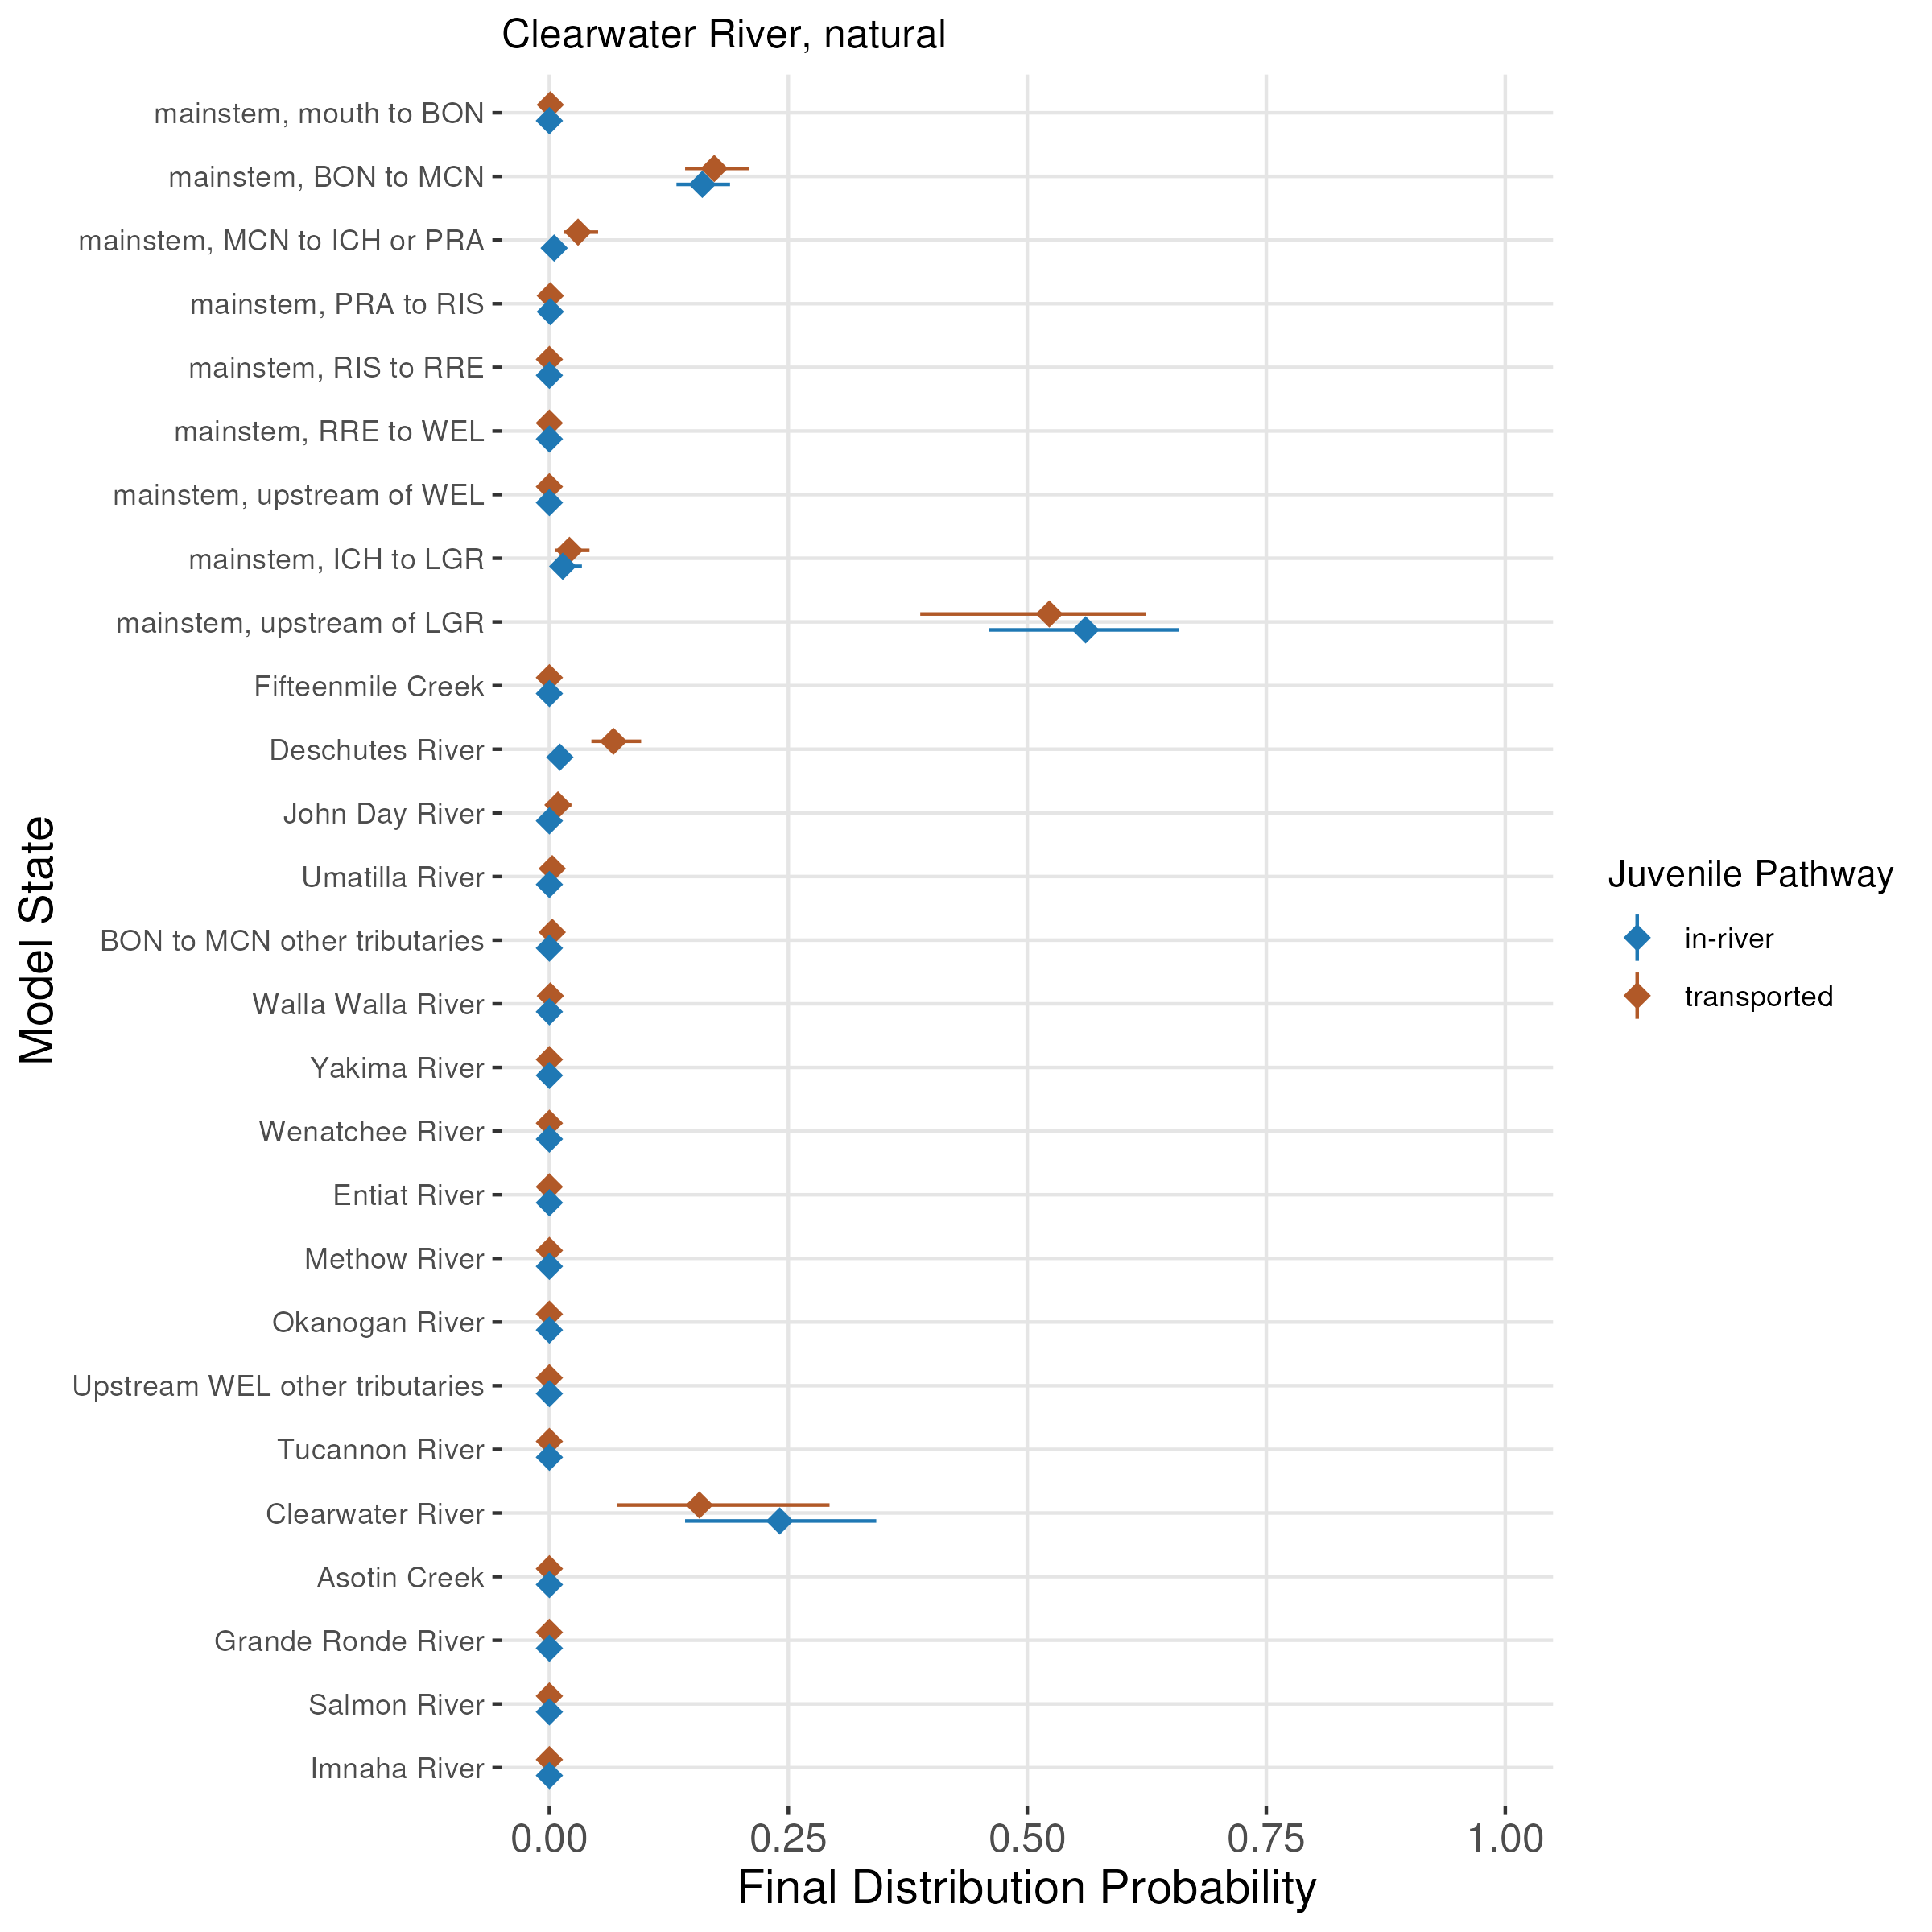 Clearwater River, natural
mainstem, mouth to BON
mainstem, BON to MCN
mainstem, MCN to ICH or PRA
mainstem, PRA to RIS
mainstem, RIS to RRE
mainstem, RRE to WEL
mainstem, upstream of WEL
mainstem, ICH to LGR
mainstem, upstream of LGR
Fifteenmile Creek
Deschutes River
John Day River
Umatilla River
BON to MCN other tributaries
Walla Walla River
Yakima River
Wenatchee River
Entiat River
Methow River
Okanogan River
Upstream WEL other tributaries
Tucannon River
Clearwater River
Asotin Creek
Grande Ronde River
Salmon River
Imnaha River
Model State
0.00 0.25 0.50 0.75 1.00
Final Distribution Probability
Juvenile Pathway
in-river
transported